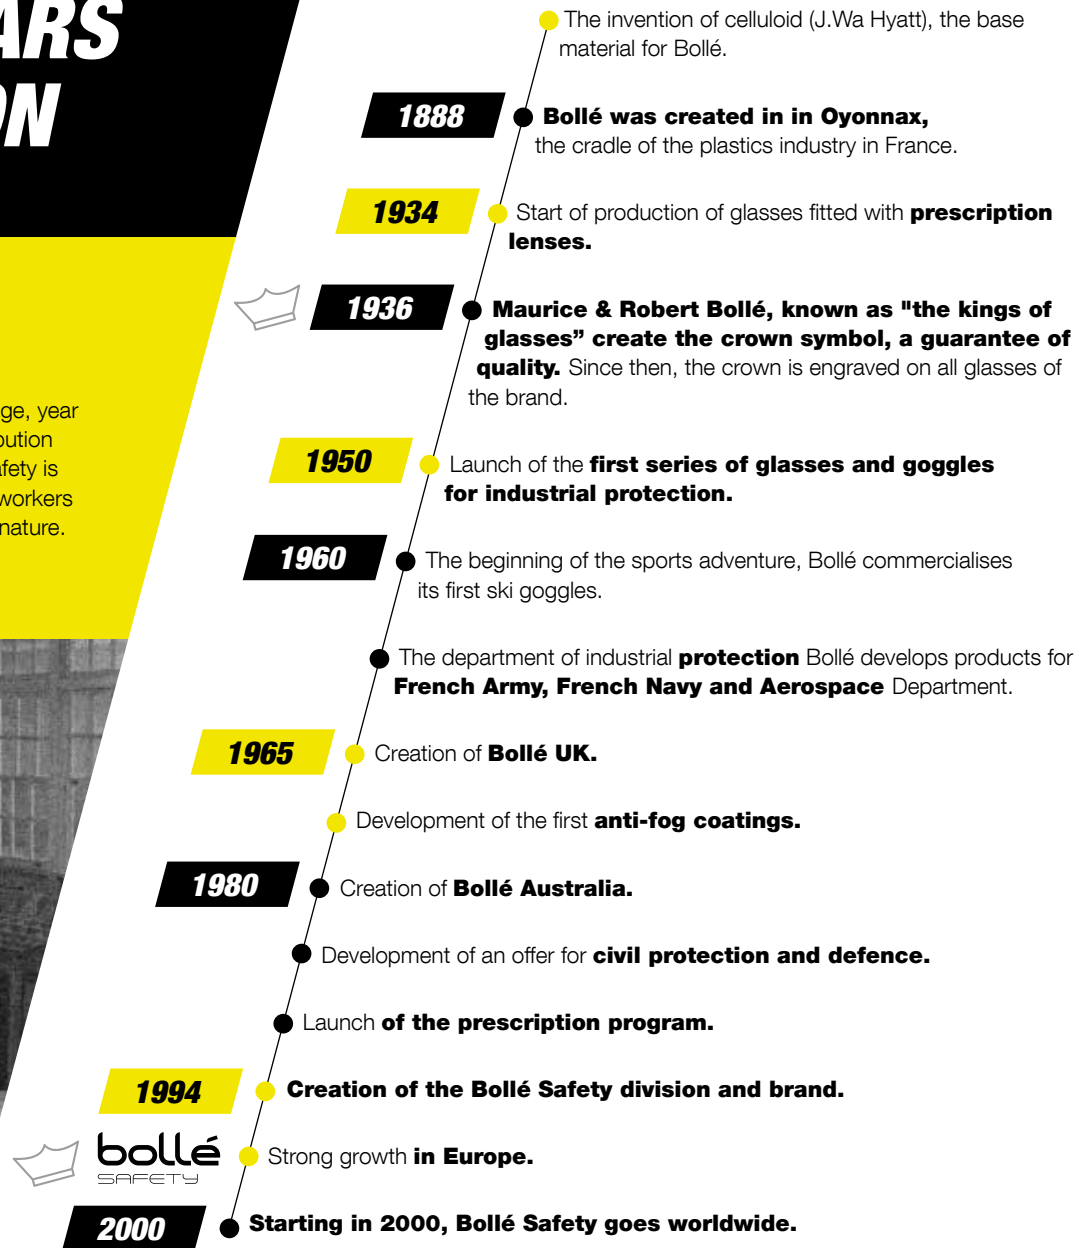 ARS
ON
ge, year
bution
afety is
workers
nature.
The invention of celluloid (J.Wa Hyatt), the base
material for Bollé.
1888
Bollé was created in in Oyonnax,
the cradle of the plastics industry in France.
1934
Start of production of glasses fitted with prescription
lenses.
1936
Maurice & Robert Bollé, known as "the kings of
glasses” create the crown symbol, a guarantee of
quality. Since then, the crown is engraved on all glasses of
the brand.
1950
Launch of the first series of glasses and goggles
for industrial protection.
1960
The beginning of the sports adventure, Bollé commercialises
its first ski goggles.
The department of industrial protection Bollé develops products for
French Army, French Navy and Aerospace Department.
1965
Creation of Bollé UK.
Development of the first anti-fog coatings.
1980
Creation of Bollé Australia.
Development of an offer for civil protection and defence.
Launch of the prescription program.
1994
Creation of the Bollé Safety division and brand.
bollé
SAFETY
Strong growth in Europe.
2000
Starting in 2000, Bollé Safety goes worldwide.